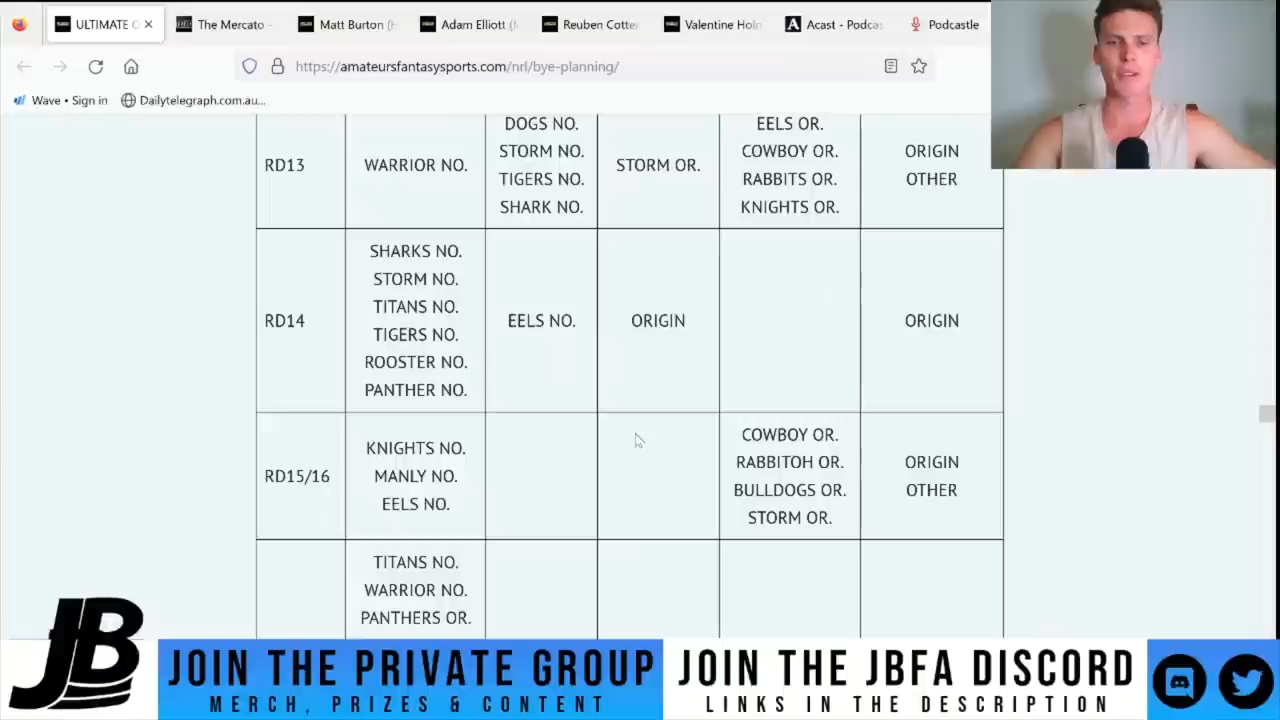 ULTIMATE
The Mercato
Matt Burton (
Adam Elliott (
Reuben Cotte
Valentine Hol
Acast - Podca
Podcastle
https://amateursfantasysports.com/nrl/bye-planning/
Wave • Sign in
Dailytelegraph.com.au...
RD13
WARRIOR NO.
DOGS NO.
STORM NO.
TIGERS NO.
SHARK NO.
STORM OR.
EELS OR.
COWBOY OR.
RABBITS OR.
KNIGHTS OR.
ORIGIN
OTHER
RD14
SHARKS NO.
STORM NO.
TITANS NO.
TIGERS NO.
ROOSTER NO.
PANTHER NO.
EELS NO.
ORIGIN
ORIGIN
RD15/16
KNIGHTS NO.
MANLY NO.
EELS NO.
COWBOY OR.
RABBITOH OR.
BULLDOGS OR.
STORM OR.
ORIGIN
OTHER
TITANS NO.
WARRIOR NO.
PANTHERS OR.
JB
JOIN THE PRIVATE GROUP
MERCH, PRIZES & CONTENT
JOIN THE JBFA DISCORD
LINKS IN THE DESCRIPTION